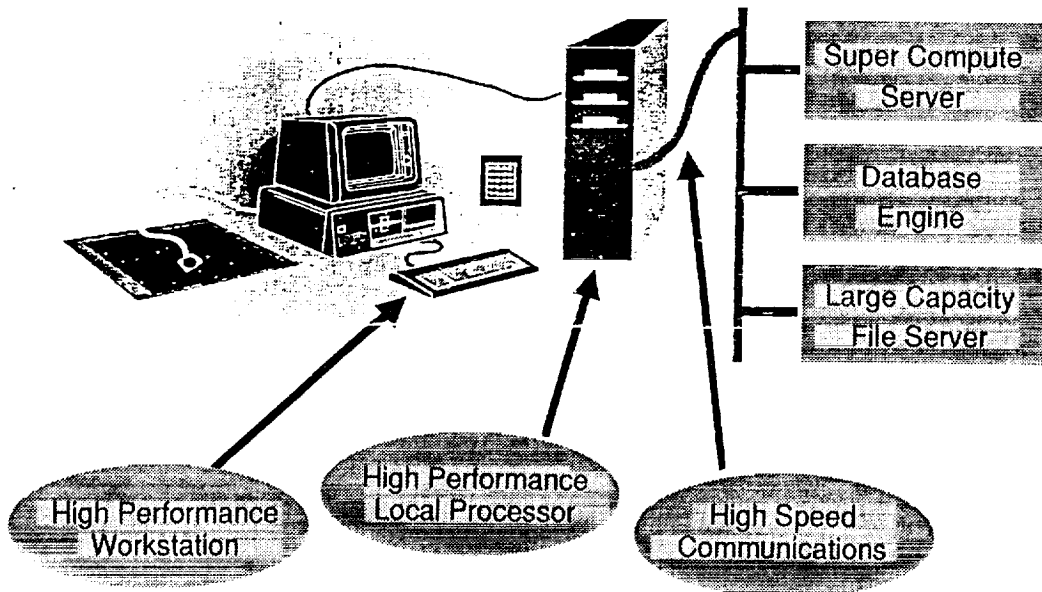 Super Compute
Server
Database
Engine
Large Capacity
File Server
High Performance
Workstation
High Performance
Local Processor
High Speed
Communications